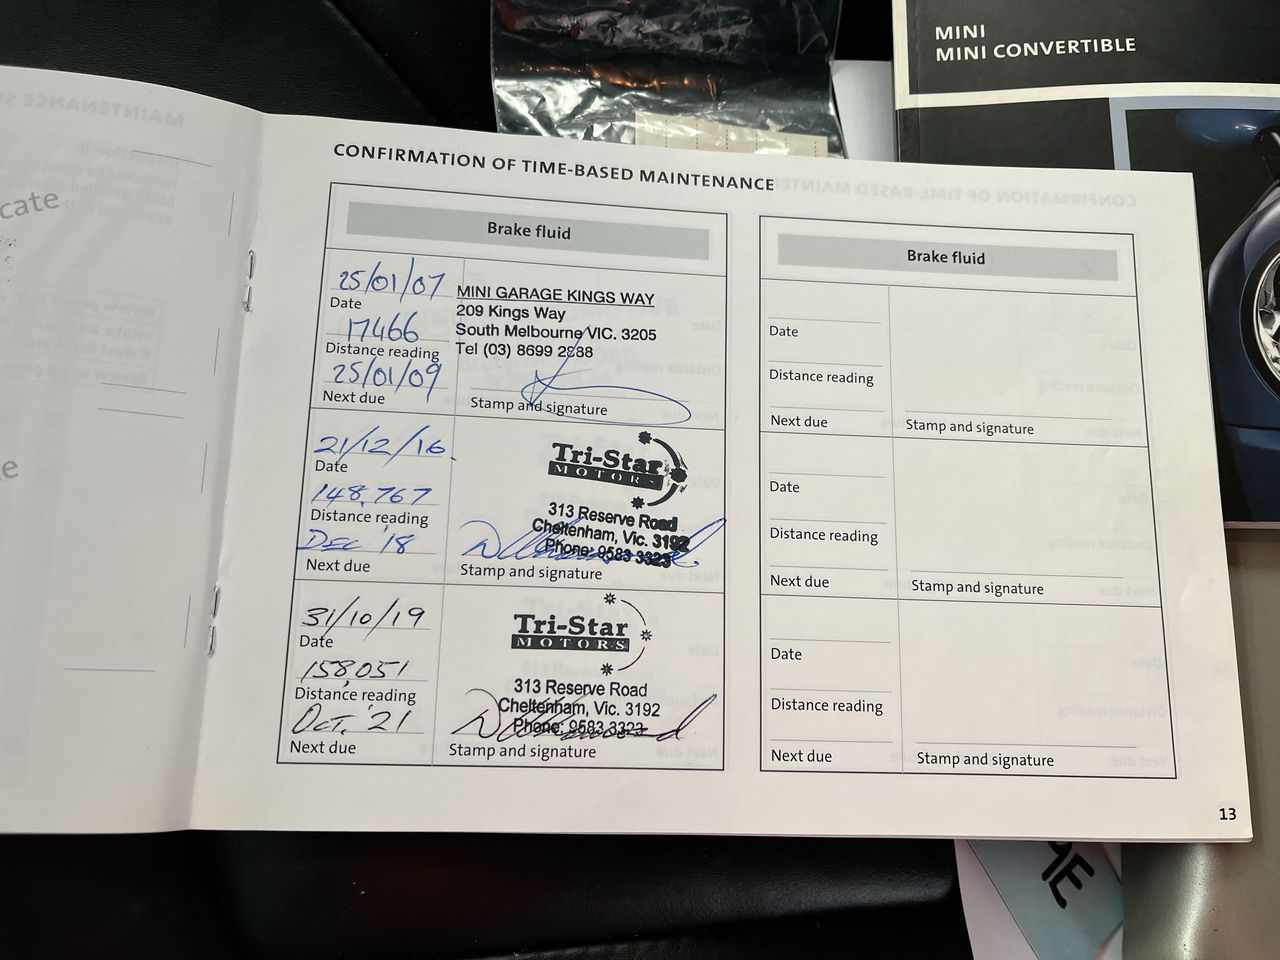 MINI
MINI CONVERTIBLE
cate
e
CONFIRMATION OF TIME-BASED MAINTENANCE
Brake fluid
25/01/07
Date
17466
Distance reading
25/01/09
Next due
MINI GARAGE KINGS WAY
209 Kings Way
South Melbourne VIC. 3205
Tel (03) 8699 2888
Stamp and signature
21/12/16.
Date
148,767
Distance reading
DEC '18
Next due
Tri-Star
MOTORS
313 Reserve Road
Cheltenham, Vic. 3192
Phone: 9583 3323
Stamp and signature
31/10/19
Date
158,051
Distance reading
OCT. '21
Next due
Tri-Star
MOTORS
313 Reserve Road
Cheltenham, Vic. 3192
Phone: 9583 3323
Stamp and signature
Brake fluid
Date
Distance reading
Next due
Stamp and signature
Date
Distance reading
Next due
Stamp and signature
Date
Distance reading
Next due
Stamp and signature
13